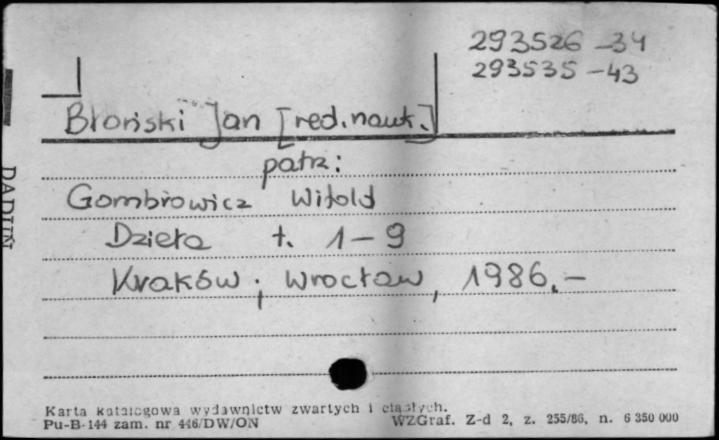 293526-34
293535-43
Błoński Jan [red. nauk.]
patrz:
Gombrowicz Witold
Dzieła t. 1-9
Kraków; Wrocław, 1986.-
Karta katalogowa wydawnictw zwartych i ciągłych.
Pu-B-144 zam. nr 446/DW/ON WZGraf. Z-d 2, z. 255/86, n. 6 350 000